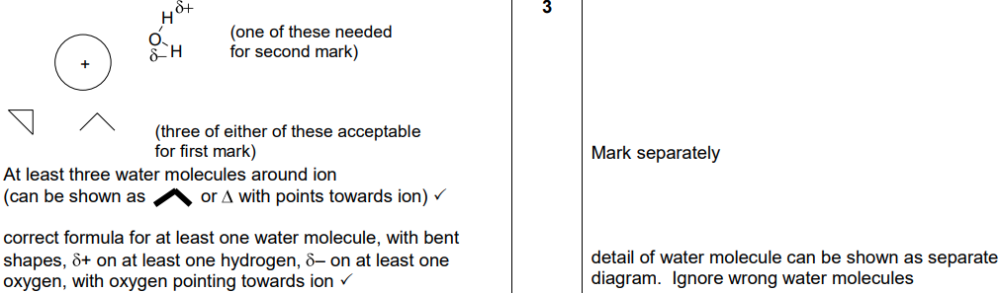 H δ+
O
δ– H
+
(one of these needed
for second mark)
(three of either of these acceptable
for first mark)
At least three water molecules around ion
(can be shown as or Δ with points towards ion) ✓
correct formula for at least one water molecule, with bent
shapes, δ+ on at least one hydrogen, δ– on at least one
oxygen, with oxygen pointing towards ion ✓
3
Mark separately
detail of water molecule can be shown as separate
diagram. Ignore wrong water molecules